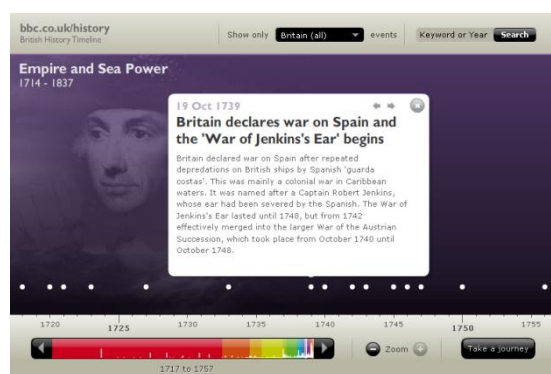 bbc.co.uk/history
British History Timeline
Show only Britain (all) events Keyword or Year Search
Empire and Sea Power
1714 - 1837
19 Oct 1739
Britain declares war on Spain and
the 'War of Jenkins's Ear' begins
Britain declared war on Spain after repeated
depredations on British ships by Spanish 'guarda
costas'. This was mainly a colonial war in Caribbean
waters. It was named after a Captain Robert Jenkins,
whose ear had been severed by the Spanish. The War of
Jenkins's Ear lasted until 1748, but from 1742
effectively merged into the larger War of the Austrian
Succession, which took place from October 1740 until
October 1748.
1720 1725 1730 1735 1740 1745 1750 1755
Zoom Take a journey
1717 to 1757